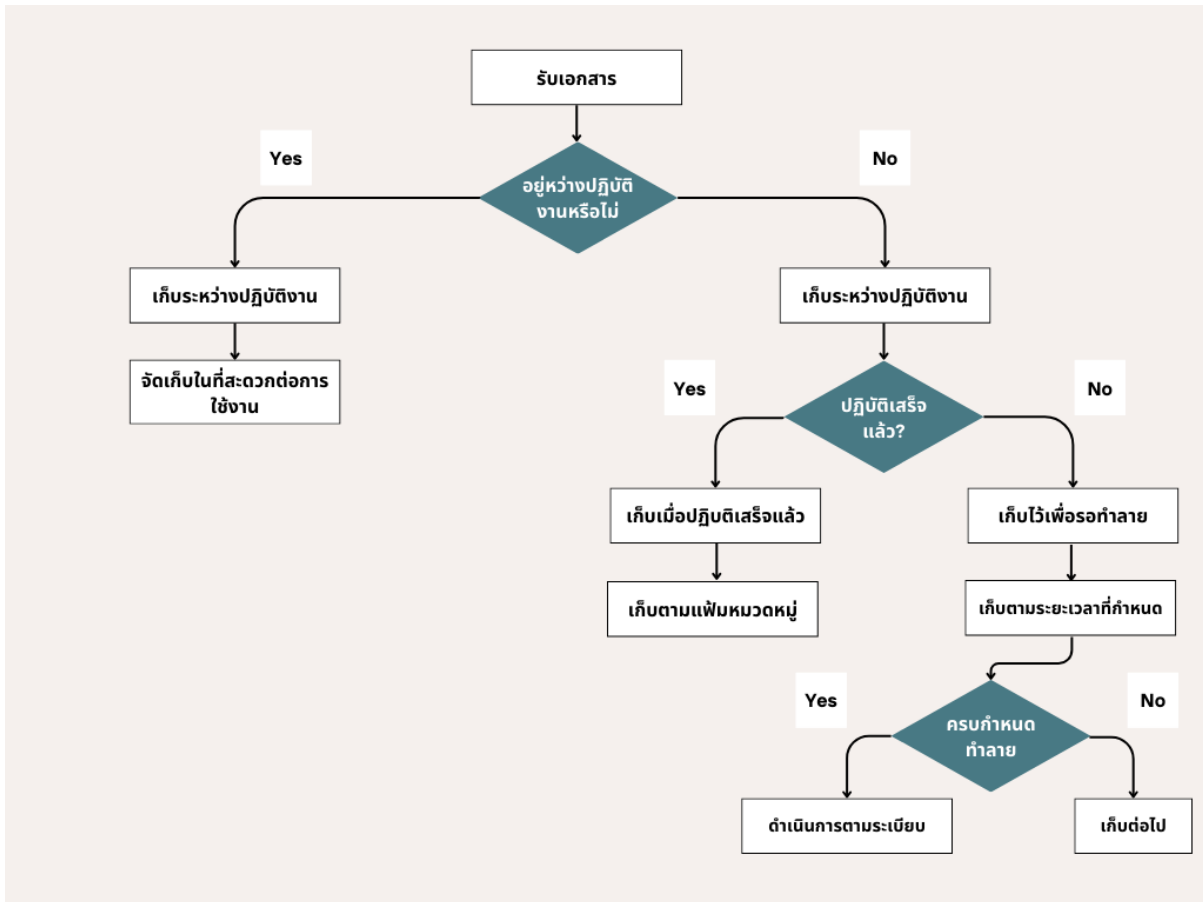 รับเอกสาร
Yes
No
อยู่หว่างปฏิบัติ
งานหรือไม่
เก็บระหว่างปฏิบัติงาน
เก็บระหว่างปฏิบัติงาน
จัดเก็บในที่สะดวกต่อการ
ใช้งาน
Yes
No
ปฏิบัติเสร็จ
แล้ว?
เก็บเมื่อปฏิบติเสร็จแล้ว
เก็บไว้เพื่อรอทำลาย
เก็บตามแฟ้มหมวดหมู่
เก็บตามระยะเวลาที่กำหนด
Yes
No
ครบกำหนด
ทำลาย
ดำเนินการตามระเบียบ
เก็บต่อไป